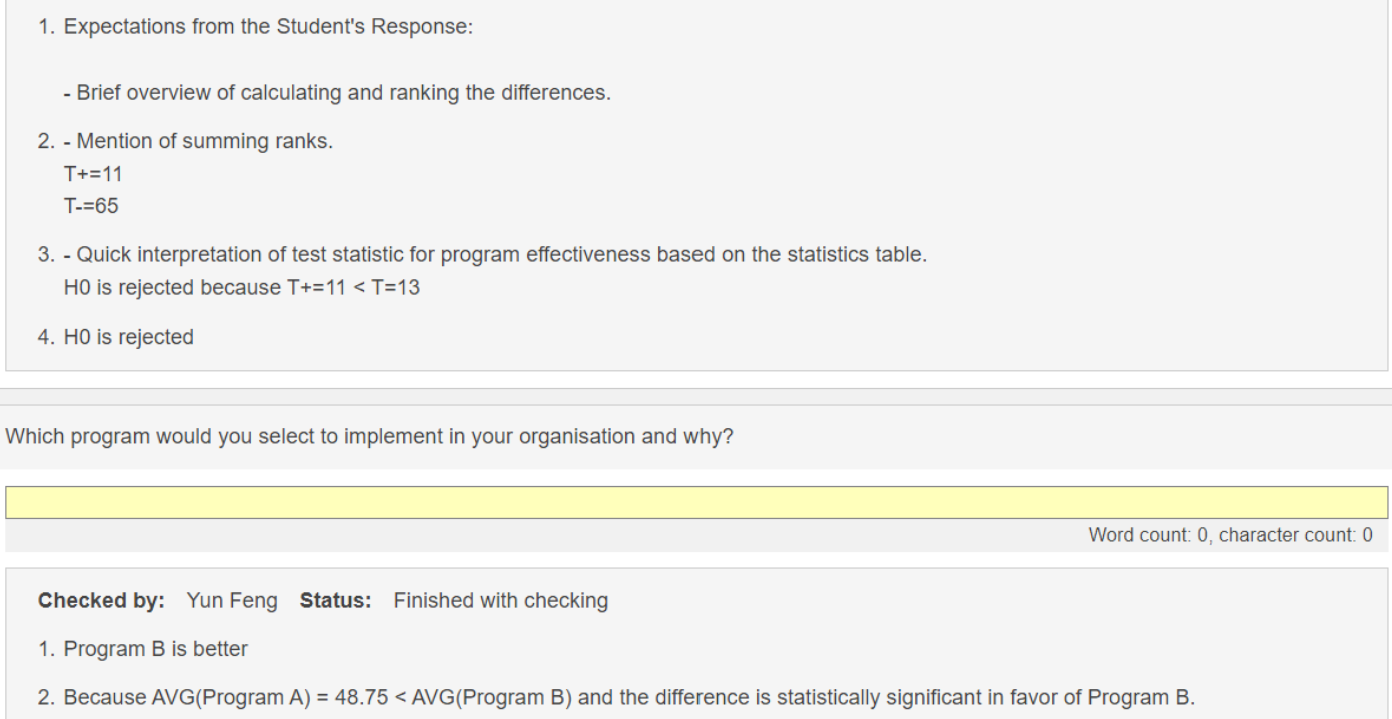 1. Expectations from the Student's Response:
- Brief overview of calculating and ranking the differences.
2. - Mention of summing ranks.
T+=11
T-=65
3. - Quick interpretation of test statistic for program effectiveness based on the statistics table.
H0 is rejected because T+=11 < T=13
4. H0 is rejected
Which program would you select to implement in your organisation and why?
Word count: 0, character count: 0
Checked by: Yun Feng Status: Finished with checking
1. Program B is better
2. Because AVG(Program A) = 48.75 < AVG(Program B) and the difference is statistically significant in favor of Program B.